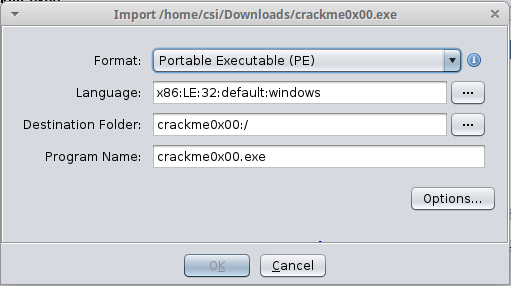 Import /home/csi/Downloads/crackme0x00.exe
Format: Portable Executable (PE)
Language: x86:LE:32:default:windows ...
Destination Folder: crackme0x00:/ ...
Program Name: crackme0x00.exe
Options...
OK Cancel